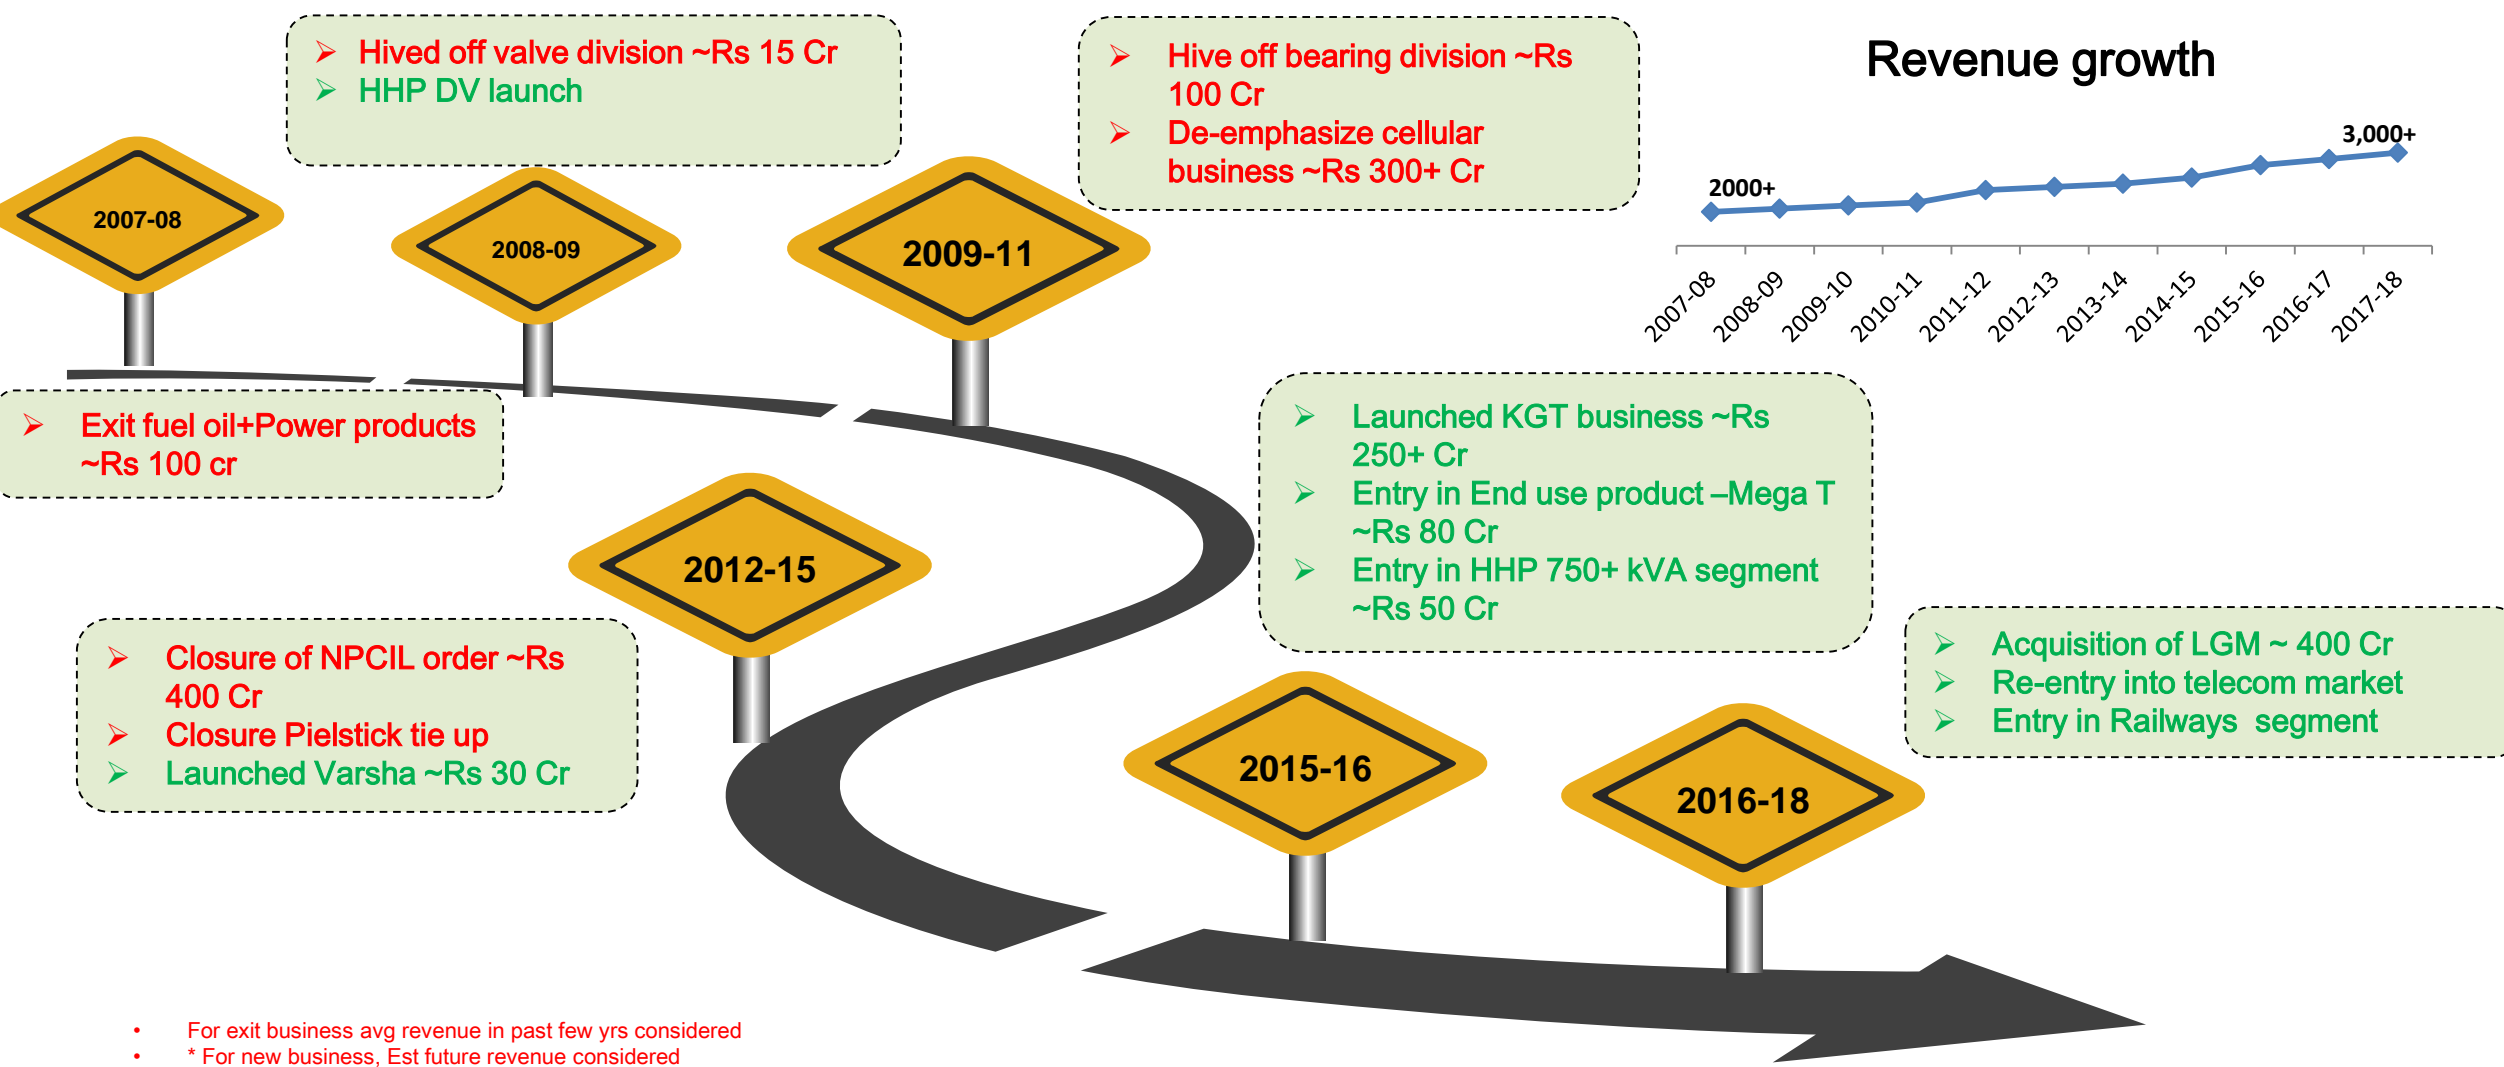 Hived off valve division ~Rs 15 Cr
HHP DV launch
Hive off bearing division ~Rs
100 Cr
De-emphasize cellular
business ~Rs 300+ Cr
Revenue growth
3,000+
2000+
2007-08
2008-09
2009-10
2010-11
2011-12
2012-13
2013-14
2014-15
2015-16
2016-17
2017-18
2007-08
2008-09
2009-11
Exit fuel oil+Power products
~Rs 100 cr
Launched KGT business ~Rs
250+ Cr
Entry in End use product –Mega T
~Rs 80 Cr
Entry in HHP 750+ kVA segment
~Rs 50 Cr
2012-15
Closure of NPCIL order ~Rs
400 Cr
Closure Pielstick tie up
Launched Varsha ~Rs 30 Cr
Acquisition of LGM ~ 400 Cr
Re-entry into telecom market
Entry in Railways  segment
2015-16
2016-18
• For exit business avg revenue in past few yrs considered
• * For new business, Est future revenue considered